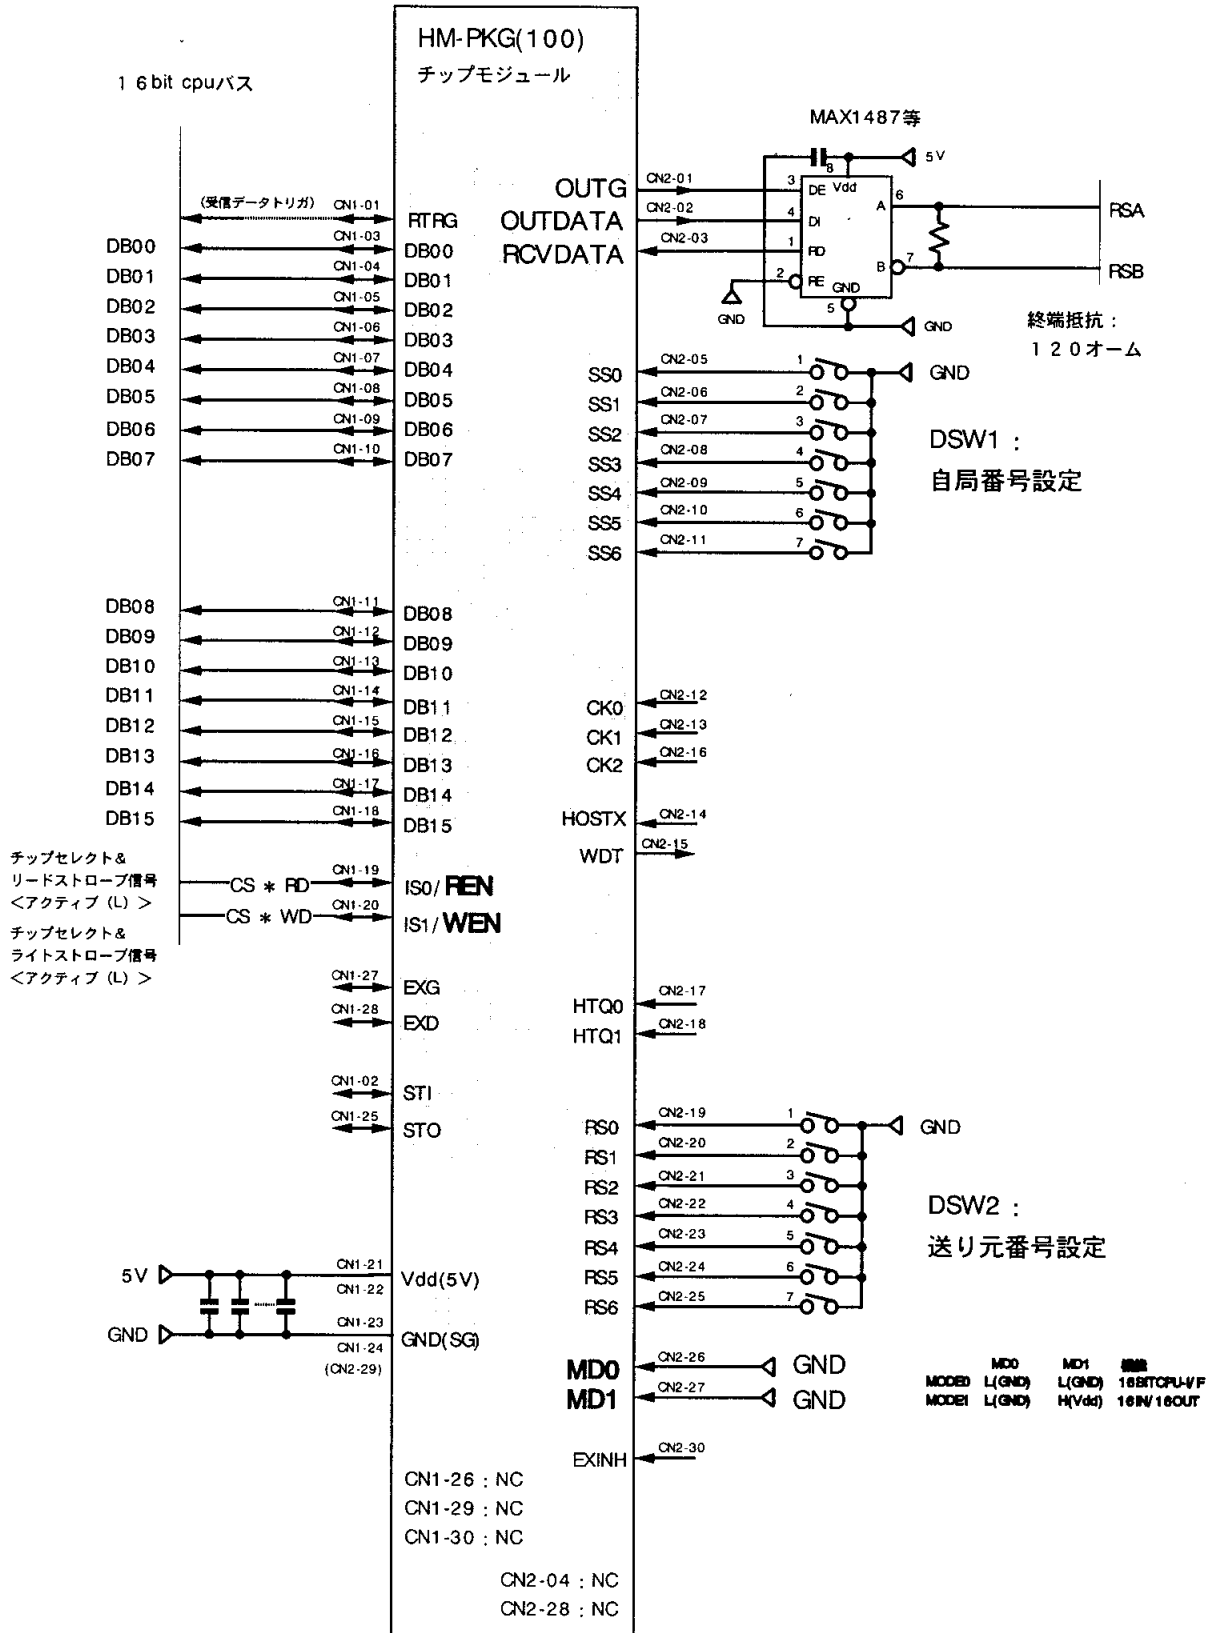 HM-PKG(100)
チップモジュール
１６bit cpuバス
MAX1487等
(受信データトリガ) CN1-01 RTRG
DB00 CN1-03 DB00
DB01 CN1-04 DB01
DB02 CN1-05 DB02
DB03 CN1-06 DB03
DB04 CN1-07 DB04
DB05 CN1-08 DB05
DB06 CN1-09 DB06
DB07 CN1-10 DB07
DB08 CN1-11 DB08
DB09 CN1-12 DB09
DB10 CN1-13 DB10
DB11 CN1-14 DB11
DB12 CN1-15 DB12
DB13 CN1-16 DB13
DB14 CN1-17 DB14
DB15 CN1-18 DB15
チップセレクト&
リードストローブ信号
<アクティブ（L）>
CS * RD CN1-19 IS0/REN
CS * WD CN1-20 IS1/WEN
チップセレクト&
ライトストローブ信号
<アクティブ（L）>
CN1-27 EXG
CN1-28 EXD
CN1-02 STI
CN1-25 STO
5V CN1-21 Vdd(5V)
CN1-22
GND CN1-23 GND(SG)
CN1-24
(CN2-29)
CN1-26 : NC
CN1-29 : NC
CN1-30 : NC
CN2-04 : NC
CN2-28 : NC
OUTG CN2-01 3 DE
OUTDATA CN2-02 4 DI
RCVDATA CN2-03 1 RD
GND 2 RE
8 Vdd 5V
A 6 RSA
B 7 RSB
GND 5 GND
終端抵抗：
１２０オーム
SS0 CN2-05 1 GND
SS1 CN2-06 2
SS2 CN2-07 3
SS3 CN2-08 4
SS4 CN2-09 5
SS5 CN2-10 6
SS6 CN2-11 7
DSW1：
自局番号設定
CK0 CN2-12
CK1 CN2-13
CK2 CN2-16
HOSTX CN2-14
WDT CN2-15
HTQ0 CN2-17
HTQ1 CN2-18
RS0 CN2-19 1 GND
RS1 CN2-20 2
RS2 CN2-21 3
RS3 CN2-22 4
RS4 CN2-23 5
RS5 CN2-24 6
RS6 CN2-25 7
DSW2：
送り元番号設定
MD0 CN2-26 GND
MD1 CN2-27 GND
MD0 MD1 機能
MODE0 L(GND) L(GND) 16BITCPU-I/F
MODE1 L(GND) H(Vdd) 16IN/16OUT
EXINH CN2-30